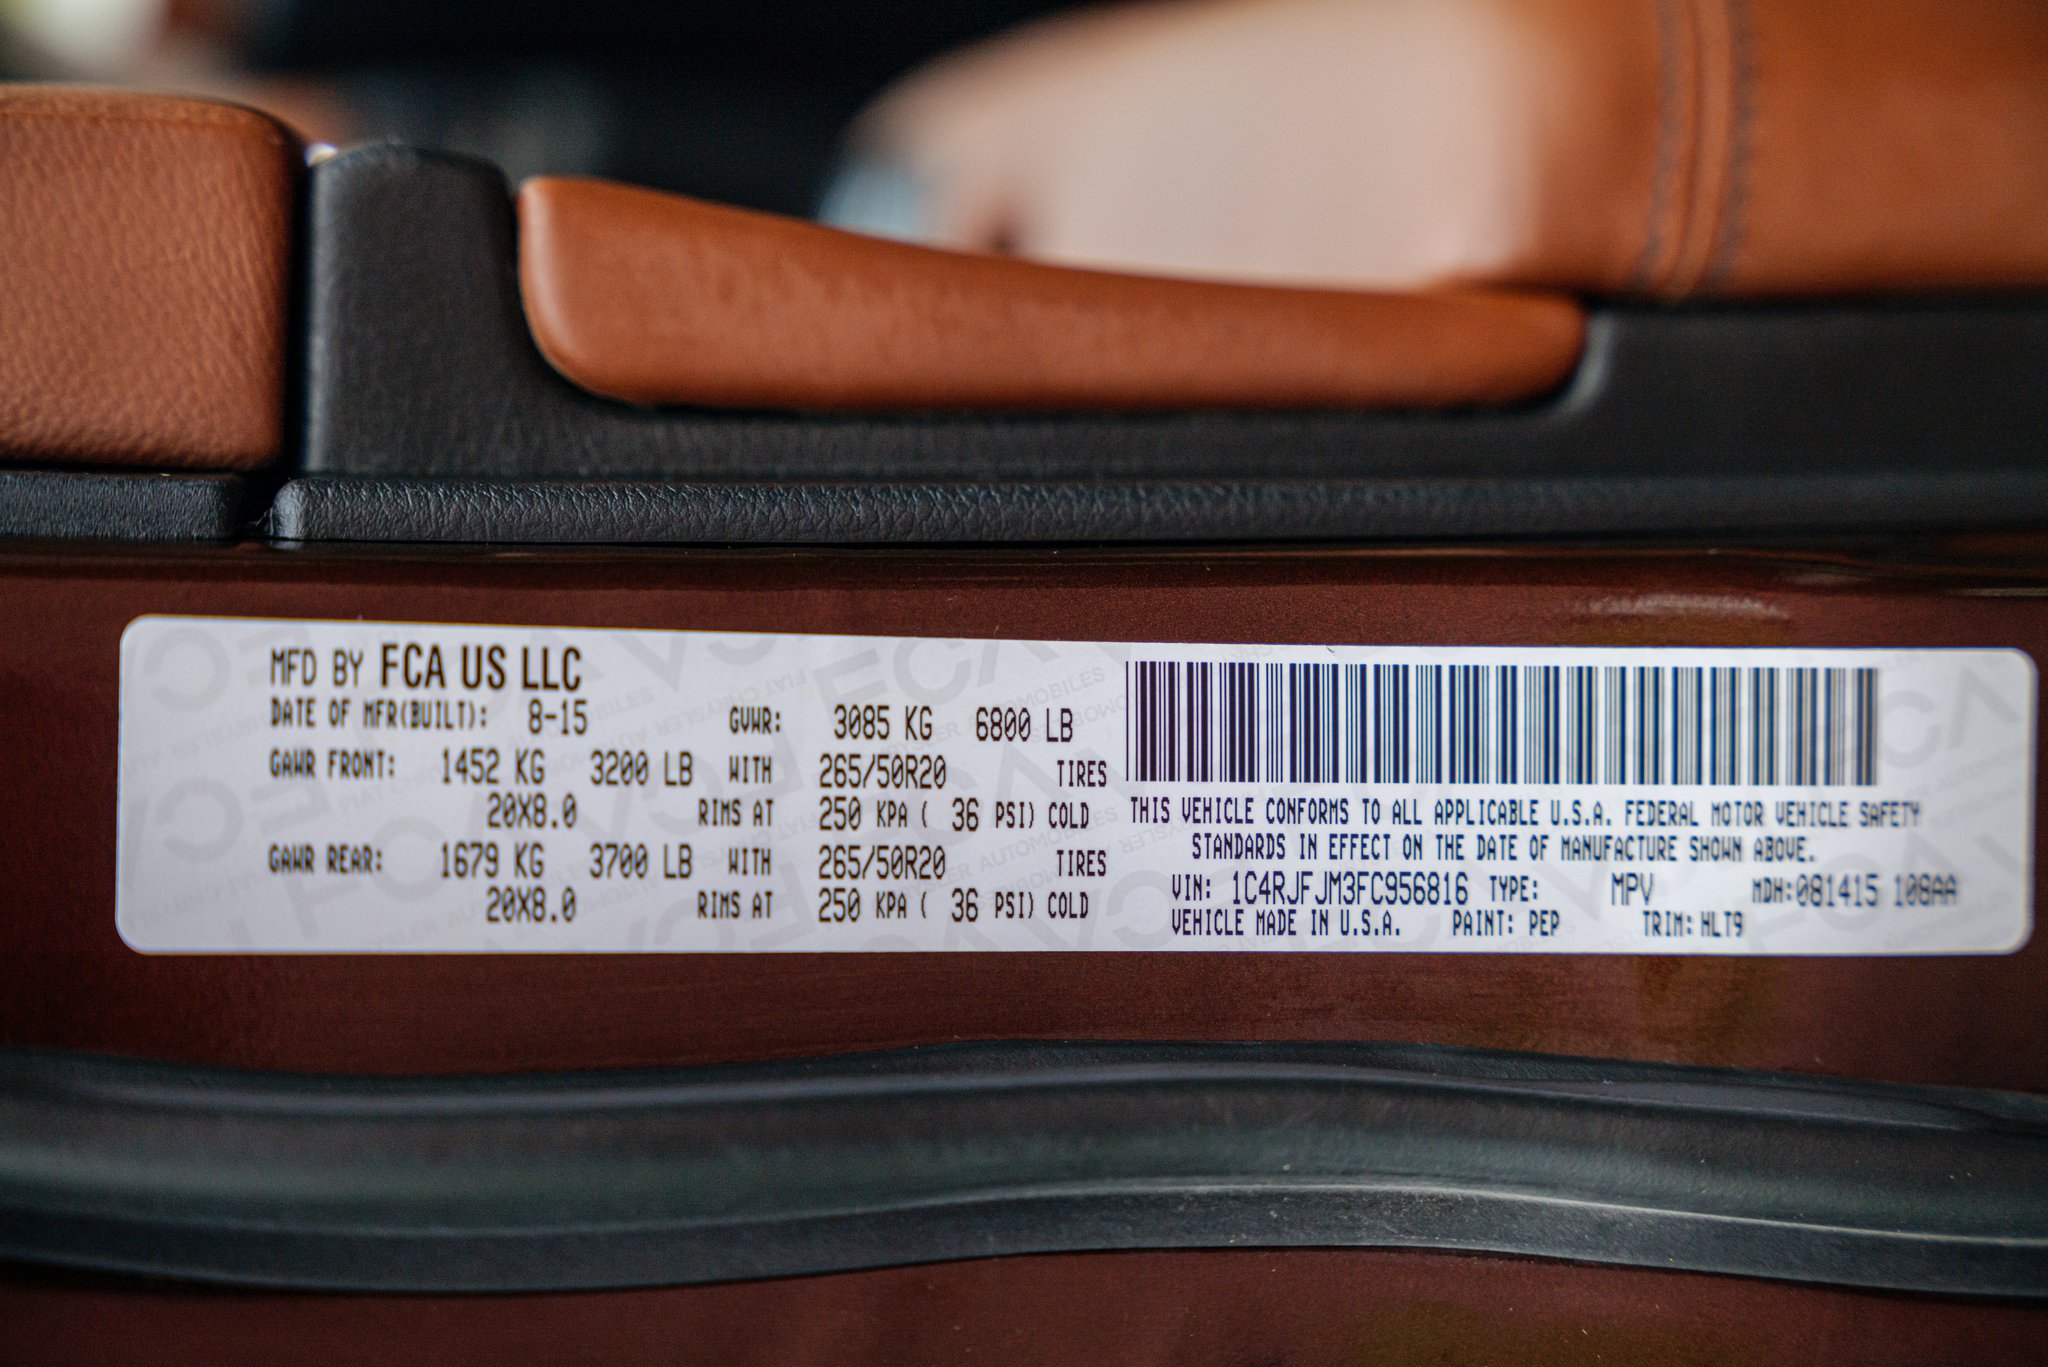 MFD BY FCA US LLC
DATE OF MFR(BUILT): 8-15 GVWR: 3085 KG 6800 LB
GAWR FRONT: 1452 KG 3200 LB WITH 265/50R20 TIRES
20X8.0 RIMS AT 250 KPA ( 36 PSI) COLD
GAWR REAR: 1679 KG 3700 LB WITH 265/50R20 TIRES
20X8.0 RIMS AT 250 KPA ( 36 PSI) COLD
THIS VEHICLE CONFORMS TO ALL APPLICABLE U.S.A. FEDERAL MOTOR VEHICLE SAFETY
STANDARDS IN EFFECT ON THE DATE OF MANUFACTURE SHOWN ABOVE.
VIN: 1C4RJFJM3FC956816 TYPE: MPV MDH:081415 108AA
VEHICLE MADE IN U.S.A. PAINT: PEP TRIM: HLT9